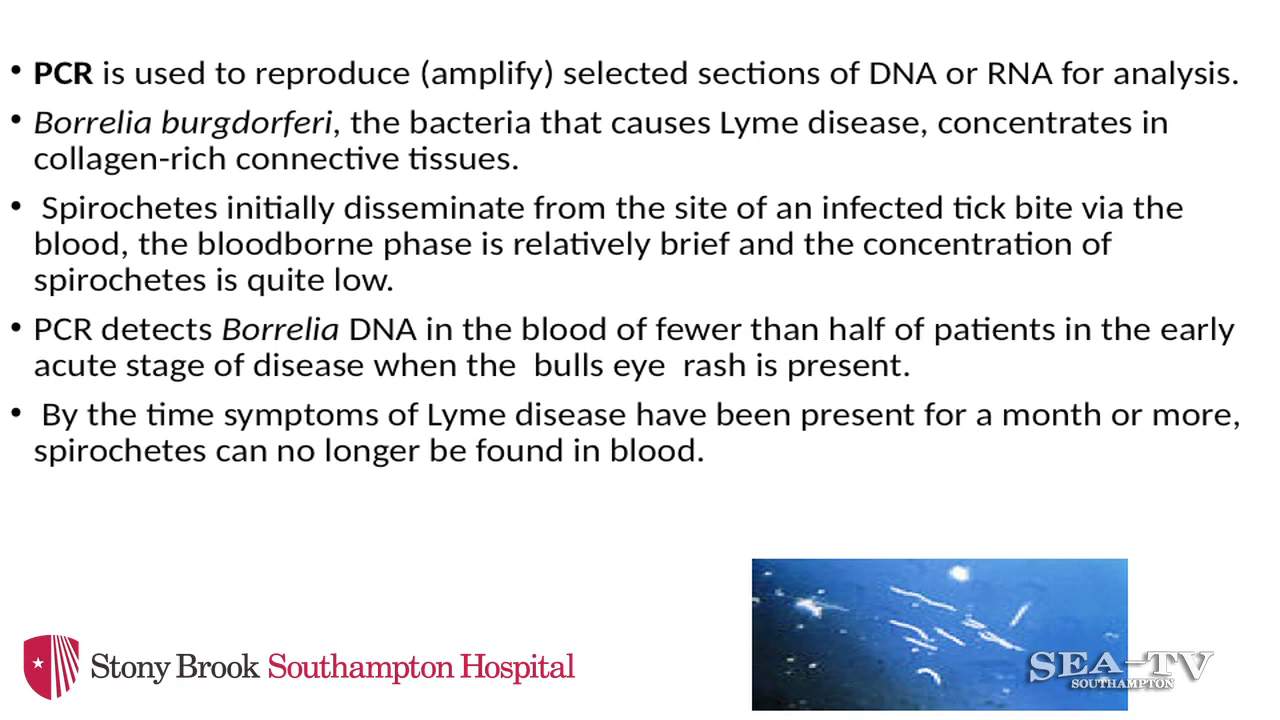 • PCR is used to reproduce (amplify) selected sections of DNA or RNA for analysis.
• Borrelia burgdorferi, the bacteria that causes Lyme disease, concentrates in
collagen-rich connective tissues.
• Spirochetes initially disseminate from the site of an infected tick bite via the
blood, the bloodborne phase is relatively brief and the concentration of
spirochetes is quite low.
• PCR detects Borrelia DNA in the blood of fewer than half of patients in the early
acute stage of disease when the  bulls eye  rash is present.
• By the time symptoms of Lyme disease have been present for a month or more,
spirochetes can no longer be found in blood.
Stony Brook Southampton Hospital
SEA-TV
SOUTHAMPTON